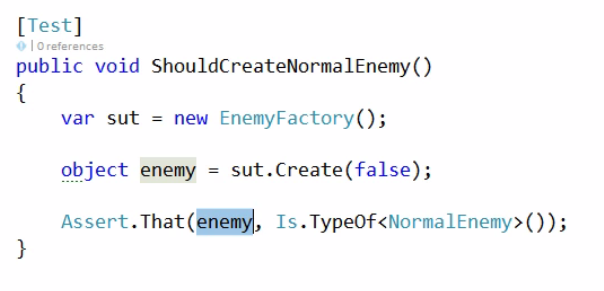 [Test]
| 0 references
public void ShouldCreateNormalEnemy()
{
    var sut = new EnemyFactory();
    object enemy = sut.Create(false);
    Assert.That(enemy, Is.TypeOf<NormalEnemy>());
}